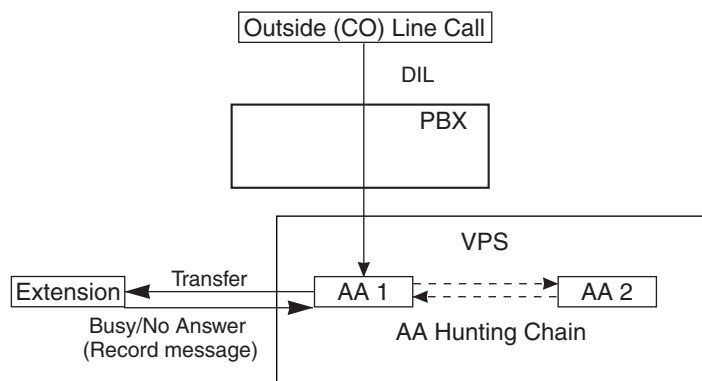 Outside (CO) Line Call
DIL
PBX
VPS
Extension
Transfer
AA 1
AA 2
Busy/No Answer
(Record message)
AA Hunting Chain